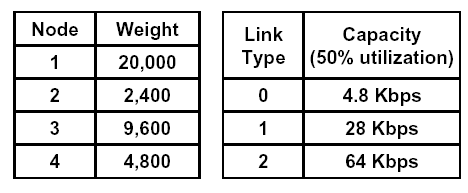 Node Weight
1 20,000
2 2,400
3 9,600
4 4,800
Link Type Capacity (50% utilization)
0 4.8 Kbps
1 28 Kbps
2 64 Kbps